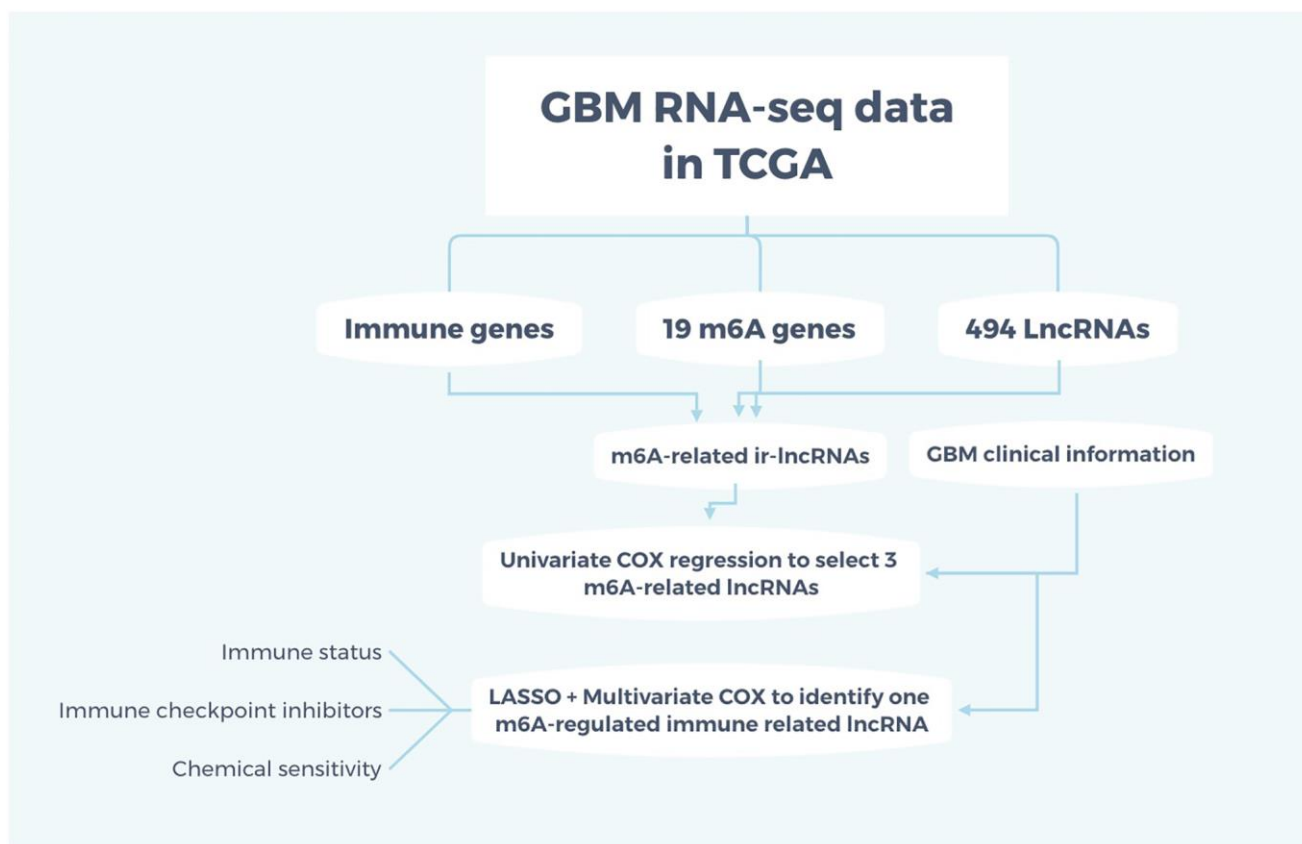 GBM RNA-seq data
in TCGA
Immune genes
19 m6A genes
494 LncRNAs
m6A-related ir-lncRNAs
GBM clinical information
Univariate COX regression to select 3
m6A-related lncRNAs
Immune status
Immune checkpoint inhibitors
Chemical sensitivity
LASSO + Multivariate COX to identify one
m6A-regulated immune related lncRNA